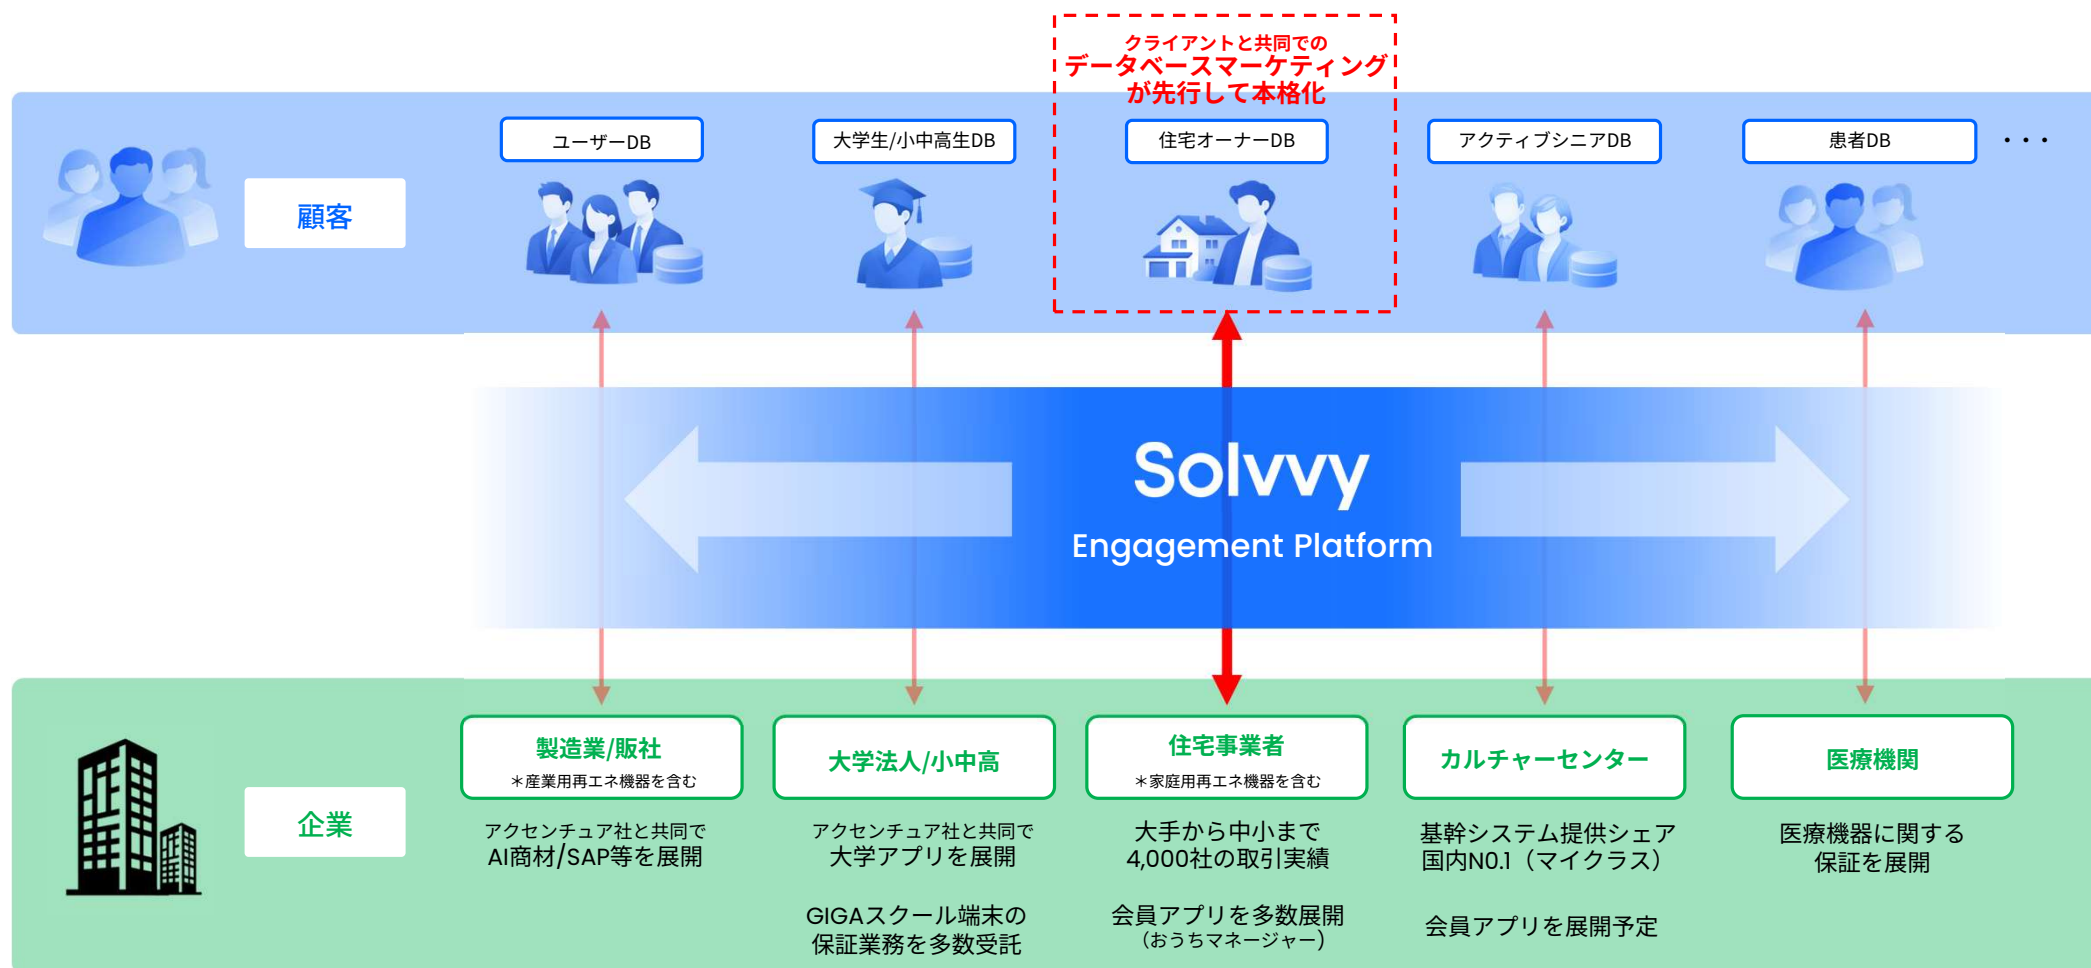 クライアントと共同での
データベースマーケティング
が先行して本格化
ユーザーDB
大学生/小中高生DB
住宅オーナーDB
アクティブシニアDB
患者DB
・・・
顧客
Solvvy
Engagement Platform
企業
製造業/販社
＊産業用再エネ機器を含む
アクセンチュア社と共同で
AI商材/SAP等を展開
大学法人/小中高
アクセンチュア社と共同で
大学アプリを展開
GIGAスクール端末の
保証業務を多数受託
住宅事業者
＊家庭用再エネ機器を含む
大手から中小まで
4,000社の取引実績
会員アプリを多数展開
（おうちマネージャー）
カルチャーセンター
基幹システム提供シェア
国内N0.1（マイクラス）
会員アプリを展開予定
医療機関
医療機器に関する
保証を展開